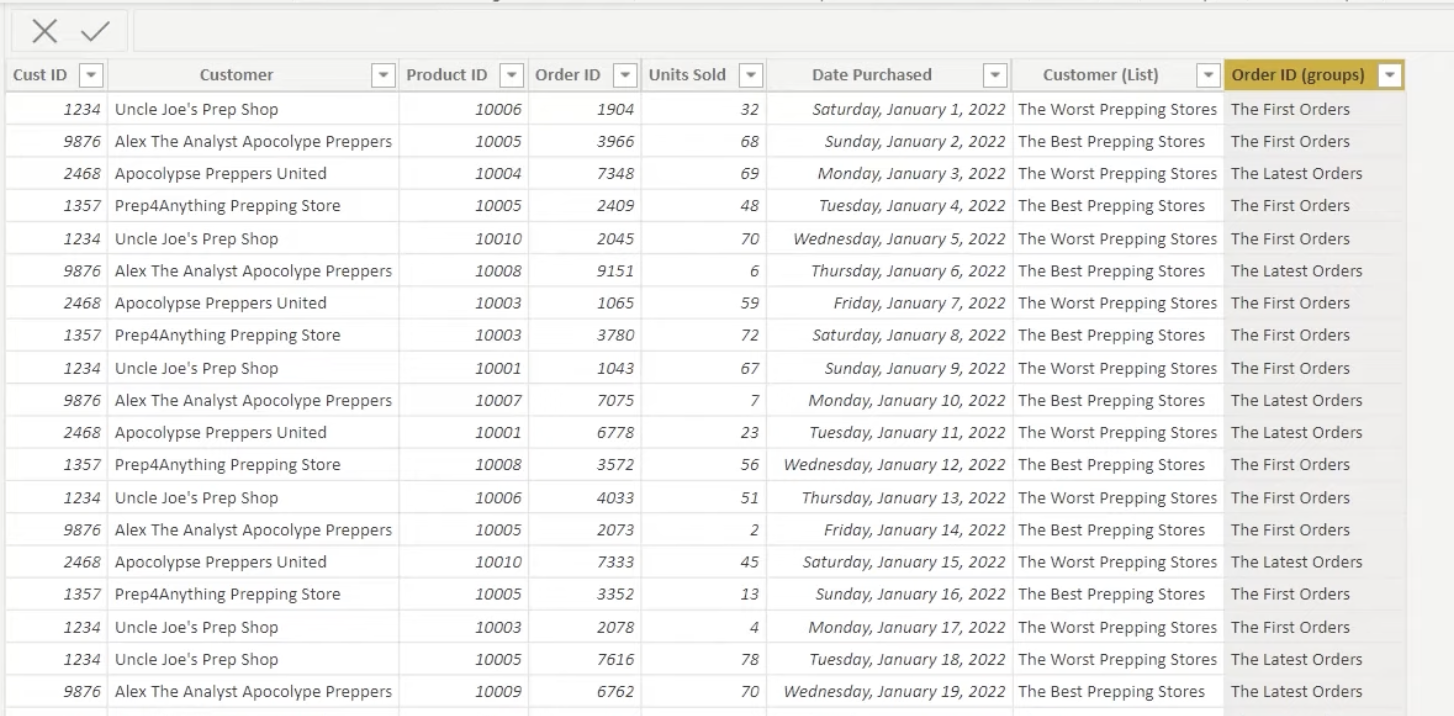 Cust ID Customer Product ID Order ID Units Sold Date Purchased Customer (List) Order ID (groups)
1234 Uncle Joe's Prep Shop 10006 1904 32 Saturday, January 1, 2022 The Worst Prepping Stores The First Orders
9876 Alex The Analyst Apocolype Preppers 10005 3966 68 Sunday, January 2, 2022 The Best Prepping Stores The First Orders
2468 Apocolypse Preppers United 10004 7348 69 Monday, January 3, 2022 The Worst Prepping Stores The Latest Orders
1357 Prep4Anything Prepping Store 10005 2409 48 Tuesday, January 4, 2022 The Best Prepping Stores The First Orders
1234 Uncle Joe's Prep Shop 10010 2045 70 Wednesday, January 5, 2022 The Worst Prepping Stores The First Orders
9876 Alex The Analyst Apocolype Preppers 10008 9151 6 Thursday, January 6, 2022 The Best Prepping Stores The Latest Orders
2468 Apocolypse Preppers United 10003 1065 59 Friday, January 7, 2022 The Worst Prepping Stores The First Orders
1357 Prep4Anything Prepping Store 10003 3780 72 Saturday, January 8, 2022 The Best Prepping Stores The First Orders
1234 Uncle Joe's Prep Shop 10001 1043 67 Sunday, January 9, 2022 The Worst Prepping Stores The First Orders
9876 Alex The Analyst Apocolype Preppers 10007 7075 7 Monday, January 10, 2022 The Best Prepping Stores The Latest Orders
2468 Apocolypse Preppers United 10001 6778 23 Tuesday, January 11, 2022 The Worst Prepping Stores The Latest Orders
1357 Prep4Anything Prepping Store 10008 3572 56 Wednesday, January 12, 2022 The Best Prepping Stores The First Orders
1234 Uncle Joe's Prep Shop 10006 4033 51 Thursday, January 13, 2022 The Worst Prepping Stores The First Orders
9876 Alex The Analyst Apocolype Preppers 10005 2073 2 Friday, January 14, 2022 The Best Prepping Stores The First Orders
2468 Apocolypse Preppers United 10010 7333 45 Saturday, January 15, 2022 The Worst Prepping Stores The Latest Orders
1357 Prep4Anything Prepping Store 10005 3352 13 Sunday, January 16, 2022 The Best Prepping Stores The First Orders
1234 Uncle Joe's Prep Shop 10003 2078 4 Monday, January 17, 2022 The Worst Prepping Stores The First Orders
1234 Uncle Joe's Prep Shop 10005 7616 78 Tuesday, January 18, 2022 The Worst Prepping Stores The Latest Orders
9876 Alex The Analyst Apocolype Preppers 10009 6762 70 Wednesday, January 19, 2022 The Best Prepping Stores The Latest Orders